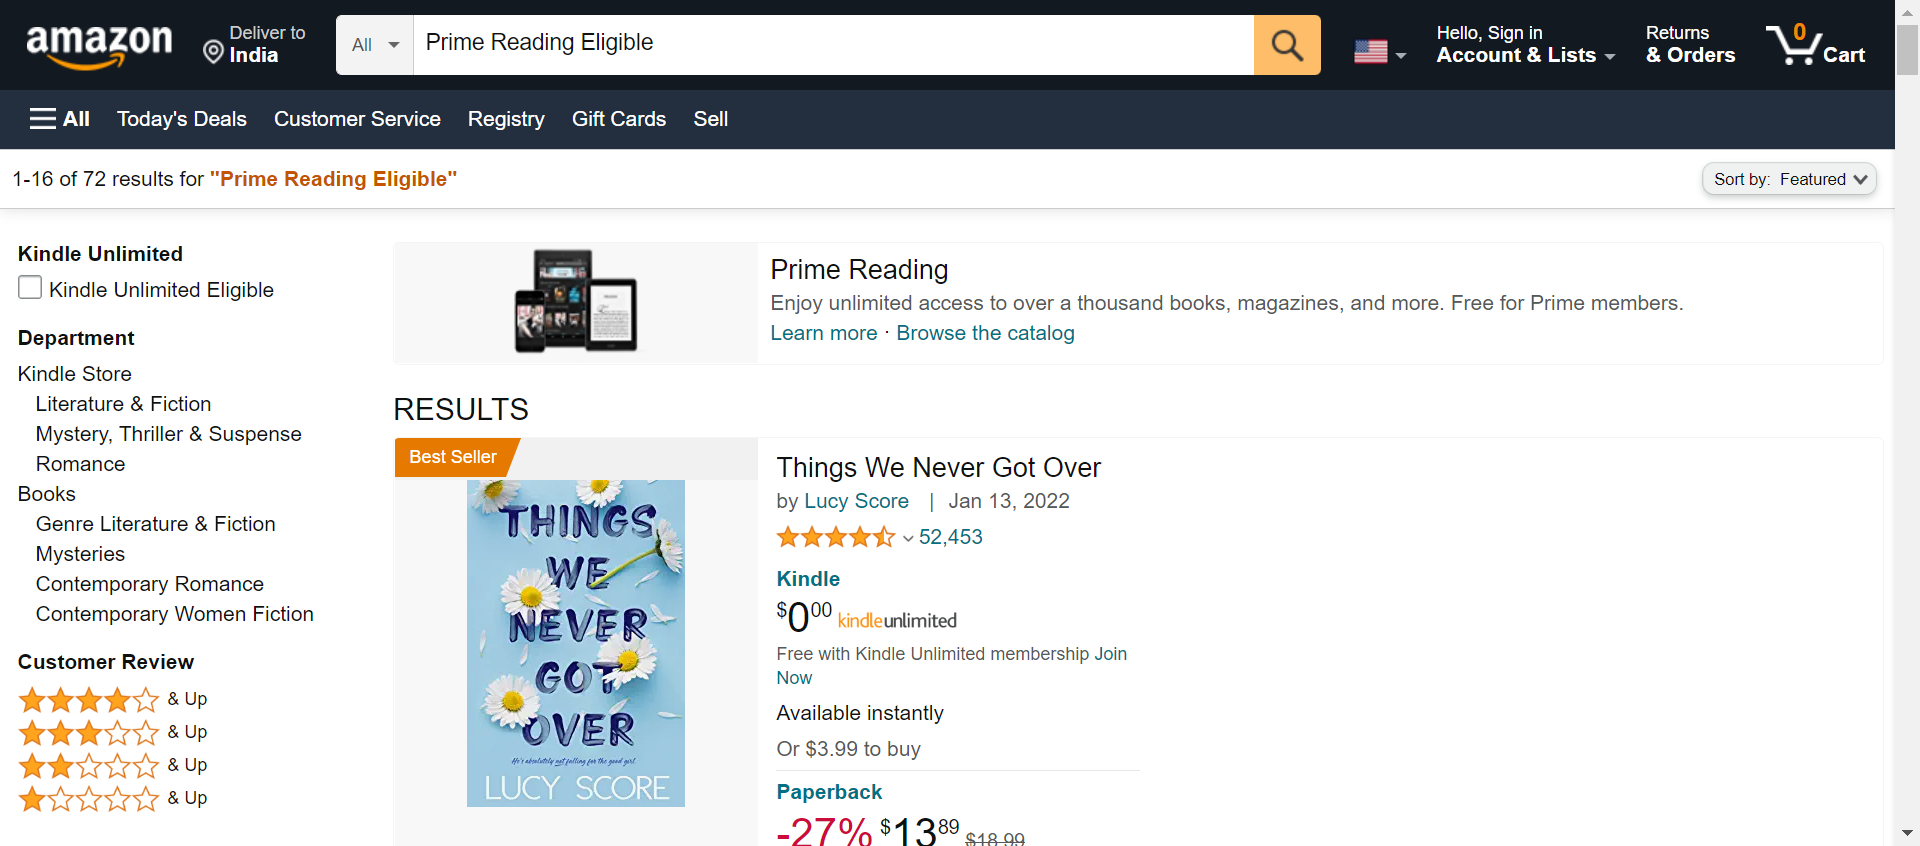 amazon
Deliver to
India
All
Prime Reading Eligible
Hello, Sign in
Account & Lists
Returns
& Orders
0
Cart
All
Today's Deals
Customer Service
Registry
Gift Cards
Sell
1-16 of 72 results for "Prime Reading Eligible"
Sort by: Featured
Kindle Unlimited
Kindle Unlimited Eligible
Department
Kindle Store
Literature & Fiction
Mystery, Thriller & Suspense
Romance
Books
Genre Literature & Fiction
Mysteries
Contemporary Romance
Contemporary Women Fiction
Customer Review
& Up
& Up
& Up
& Up
Prime Reading
Enjoy unlimited access to over a thousand books, magazines, and more. Free for Prime members.
Learn more · Browse the catalog
RESULTS
Best Seller
THINGS
WE
NEVER
GOT
OVER
He's absolutely not falling for the good girl.
LUCY SCORE
Things We Never Got Over
by Lucy Score | Jan 13, 2022
52,453
Kindle
$0.00 kindleunlimited
Free with Kindle Unlimited membership Join
Now
Available instantly
Or $3.99 to buy
Paperback
-27% $13.89 $18.99